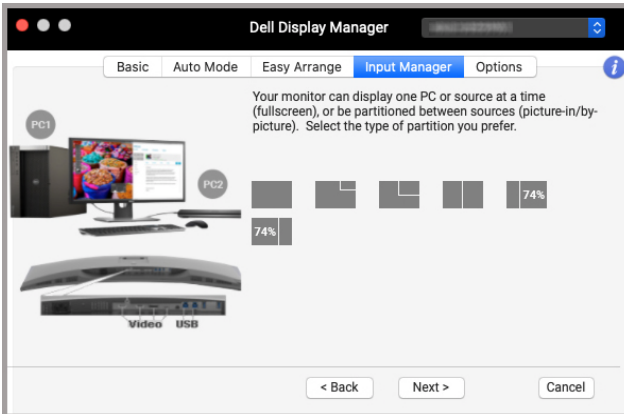 Dell Display Manager
Basic
Auto Mode
Easy Arrange
Input Manager
Options
i
Your monitor can display one PC or source at a time
(fullscreen), or be partitioned between sources (picture-in/by-
picture). Select the type of partition you prefer.
PC1
PC2
74%
74%
Video USB
< Back
Next >
Cancel